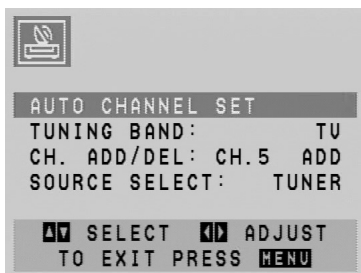 AUTO CHANNEL SET
TUNING BAND: TV
CH. ADD/DEL: CH.5 ADD
SOURCE SELECT: TUNER
SELECT ADJUST
TO EXIT PRESS MENU